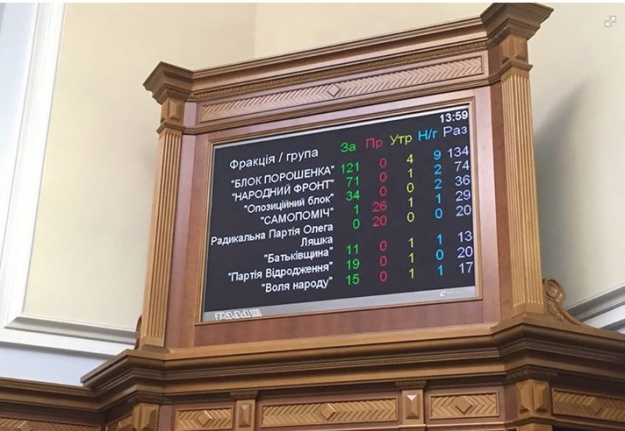 13:59
Фракція / група За Пр Утр Н/г Раз
"БЛОК ПОРОШЕНКА" 121 0 4 9 134
"НАРОДНИЙ ФРОНТ" 71 0 1 2 74
"Опозиційний блок" 34 0 0 2 36
"САМОПОМІЧ" 1 26 1 1 29
Радикальна Партія Олега 0 20 0 0 20
Ляшка
"Батьківщина" 11 0 1 1 13
"Партія Відродження" 19 0 1 0 20
"Воля народу" 15 0 1 1 17